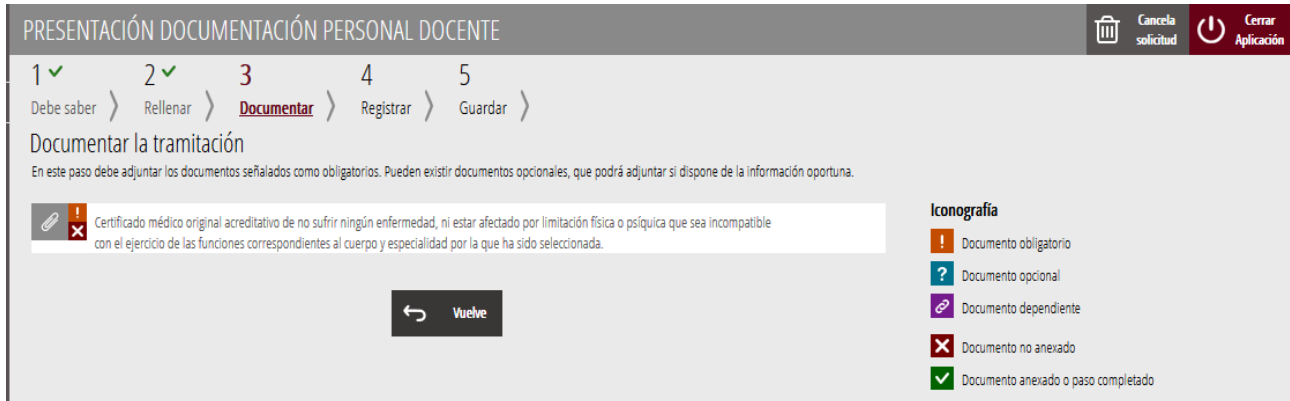 PRESENTACIÓN DOCUMENTACIÓN PERSONAL DOCENTE
Cancela
solicitud
Cerrar
Aplicación
1 2 3 4 5
Debe saber Rellenar Documentar Registrar Guardar
Documentar la tramitación
En este paso debe adjuntar los documentos señalados como obligatorios. Pueden existir documentos opcionales, que podrá adjuntar si dispone de la información oportuna.
Certificado médico original acreditativo de no sufrir ningún enfermedad, ni estar afectado por limitación física o psíquica que sea incompatible
con el ejercicio de las funciones correspondientes al cuerpo y especialidad por la que ha sido seleccionada.
Vuelve
Iconografía
! Documento obligatorio
? Documento opcional
Documento dependiente
Documento no anexado
Documento anexado o paso completado